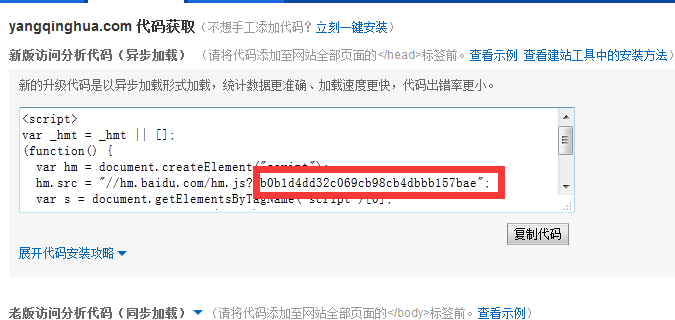 yangqinghua.com 代码获取（不想手工添加代码？立刻一键安装）
新版访问分析代码（异步加载） （请将代码添加至网站全部页面的</head>标签前。查看示例 查看建站工具中的安装方法）
新的升级代码是以异步加载形式加载，统计数据更准确、加载速度更快，代码出错率更小。
<script>
var _hmt = _hmt || [];
(function() {
var hm = document.createElement("script");
hm.src = "//hm.baidu.com/hm.js?b0b1d4dd32c069cb98cb4dbbb157bae";
var s = document.getElementsByTagName("script")[0];
复制代码
展开代码安装攻略
老版访问分析代码（同步加载） （请将代码添加至网站全部页面的</body>标签前。查看示例）